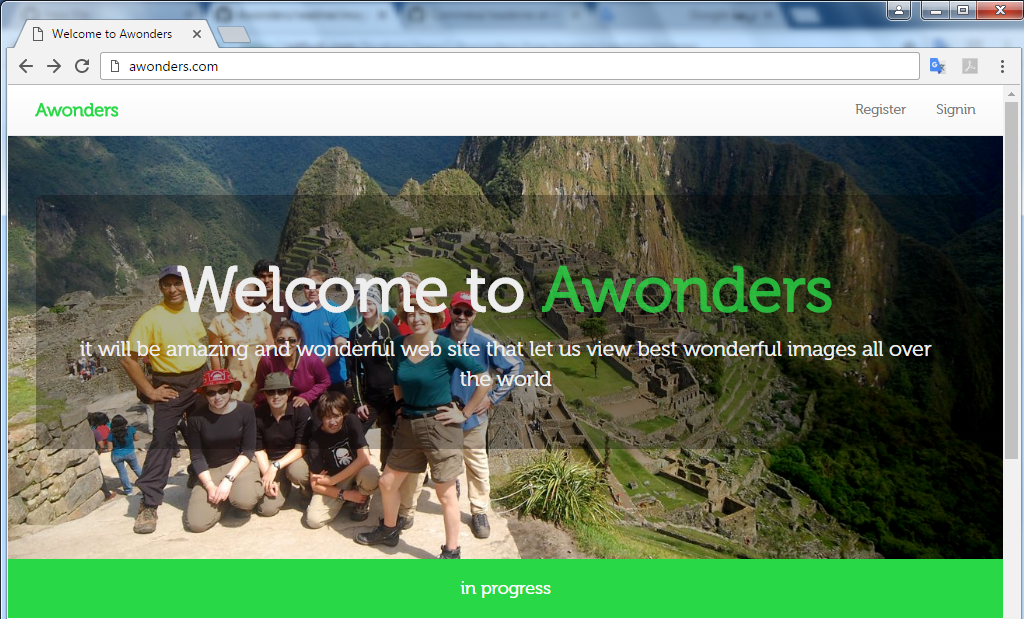 Welcome to Awonders
awonders.com
Awonders
Register
Signin
Welcome to Awonders
it will be amazing and wonderful web site that let us view best wonderful images all over
the world
in progress